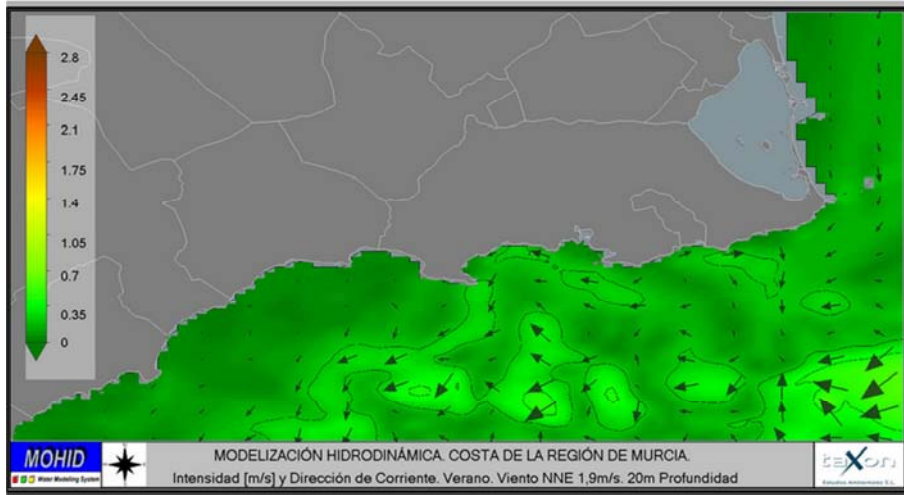 2.8
2.45
2.1
1.75
1.4
1.05
0.7
0.35
0
MOHID
Water Modelling System
MODELIZACIÓN HIDRODINÁMICA. COSTA DE LA REGIÓN DE MURCIA.
Intensidad [m/s] y Dirección de Corriente. Verano. Viento NNE 1,9m/s. 20m Profundidad
taXon
Estudios Ambientales S.L.